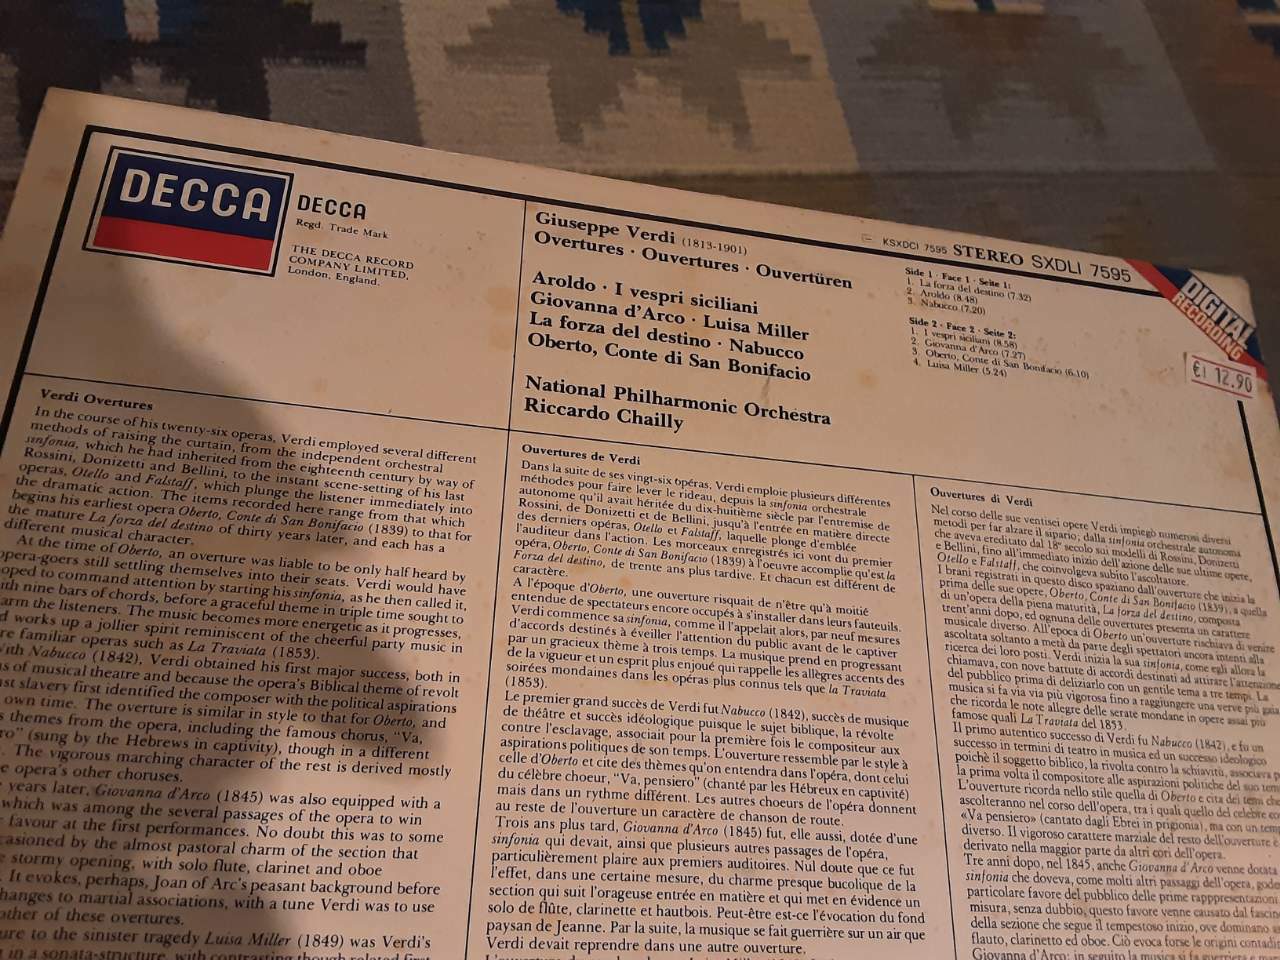 DECCA
DECCA
Regd. Trade Mark
THE DECCA RECORD
COMPANY LIMITED,
London, England.
Giuseppe Verdi (1813-1901)
Overtures · Ouvertures · Ouvertüren
Aroldo · I vespri siciliani
Giovanna d'Arco · Luisa Miller
La forza del destino · Nabucco
Oberto, Conte di San Bonifacio
National Philharmonic Orchestra
Riccardo Chailly
KSXDCI 7595 STEREO SXDLI 7595
Side 1 · Face 1 · Seite 1:
1. La forza del destino (7.32)
2. Aroldo (8.48)
3. Nabucco (7.20)
Side 2 · Face 2 · Seite 2:
1. I vespri siciliani (8.58)
2. Giovanna d'Arco (7.27)
3. Oberto, Conte di San Bonifacio (6.10)
4. Luisa Miller (5.24)
DIGITAL
RECORDING
€ 12.90
Verdi Overtures
In the course of his twenty-six operas, Verdi employed several different
methods of raising the curtain, from the independent orchestral
sinfonia, which he had inherited from the eighteenth century by way of
Rossini, Donizetti and Bellini, to the instant scene-setting of his last
operas, Otello and Falstaff, which plunge the listener immediately into
the dramatic action. The items recorded here range from that which
begins his earliest opera Oberto, Conte di San Bonifacio (1839) to that for
the mature La forza del destino of thirty years later, and each has a
different musical character.
At the time of Oberto, an overture was liable to be only half heard by
opera-goers still settling themselves into their seats. Verdi would have
oped to command attention by starting his sinfonia, as he then called it,
ith nine bars of chords, before a graceful theme in triple time sought to
arm the listeners. The music becomes more energetic as it progresses,
d works up a jollier spirit reminiscent of the cheerful party music in
re familiar operas such as La Traviata (1853).
ith Nabucco (1842), Verdi obtained his first major success, both in
s of musical theatre and because the opera's Biblical theme of revolt
st slavery first identified the composer with the political aspirations
own time. The overture is similar in style to that for Oberto, and
s themes from the opera, including the famous chorus, "Va,
ro" (sung by the Hebrews in captivity), though in a different
. The vigorous marching character of the rest is derived mostly
e opera's other choruses.
years later, Giovanna d'Arco (1845) was also equipped with a
which was among the several passages of the opera to win
favour at the first performances. No doubt this was to some
casioned by the almost pastoral charm of the section that
e stormy opening, with solo flute, clarinet and oboe
. It evokes, perhaps, Joan of Arc's peasant background before
hanges to martial associations, with a tune Verdi was to use
other of these overtures.
ure to the sinister tragedy Luisa Miller (1849) was Verdi's
in a sonata-structure, with contrasting though related first
Ouvertures de Verdi
Dans la suite de ses vingt-six opéras, Verdi emploie plusieurs différentes
méthodes pour faire lever le rideau, depuis la sinfonia orchestrale
autonome qu'il avait héritée du dix-huitième siècle par l'entremise de
Rossini, de Donizetti et de Bellini, jusqu'à l'entrée en matière directe
des derniers opéras, Otello et Falstaff, laquelle plonge d'emblée
l'auditeur dans l'action. Les morceaux enregistrés ici vont du premier
opéra, Oberto, Conte di San Bonifacio (1839) à l'oeuvre accomplie qu'est la
Forza del destino, de trente ans plus tardive. Et chacun est différent de
caractère.
A l'époque d'Oberto, une ouverture risquait de n'être qu'à moitié
entendue de spectateurs encore occupés à s'installer dans leurs fauteuils.
Verdi commence sa sinfonia, comme il l'appelait alors, par neuf mesures
d'accords destinés à éveiller l'attention du public avant de le captiver
par un gracieux thème à trois temps. La musique prend en progressant
de la vigueur et un esprit plus enjoué qui rappelle les allègres accents des
soirées mondaines dans les opéras plus connus tels que la Traviata
(1853).
Le premier grand succès de Verdi fut Nabucco (1842), succès de musique
de théâtre et succès idéologique puisque le sujet biblique, la révolte
contre l'esclavage, associait pour la première fois le compositeur aux
aspirations politiques de son temps. L'ouverture ressemble par le style à
celle d'Oberto et cite des thèmes qu'on entendra dans l'opéra, dont celui
du célèbre choeur, "Va, pensiero" (chanté par les Hébreux en captivité)
mais dans un rythme différent. Les autres choeurs de l'opéra donnent
au reste de l'ouverture un caractère de chanson de route.
Trois ans plus tard, Giovanna d'Arco (1845) fut, elle aussi, dotée d'une
sinfonia qui devait, ainsi que plusieurs autres passages de l'opéra,
particulièrement plaire aux premiers auditoires. Nul doute que ce fut
l'effet, dans une certaine mesure, du charme presque bucolique de la
section qui suit l'orageuse entrée en matière et qui met en évidence un
solo de flûte, clarinette et hautbois. Peut-être est-ce l'évocation du fond
paysan de Jeanne. Par la suite, la musique se fait guerrière sur un air que
Verdi devait reprendre dans une autre ouverture.
Ouvertures di Verdi
Nel corso delle sue ventisei opere Verdi impiegò numerosi diversi
metodi per far alzare il sipario, dalla sinfonia orchestrale autonoma
che aveva ereditato dal 18º secolo sui modelli di Rossini, Donizetti
e Bellini, fino all'immediato inizio dell'azione delle sue ultime opere,
Otello e Falstaff, che coinvolgeva subito l'ascoltatore.
I brani registrati in questo disco spaziano dall'ouverture che inizia la
prima delle sue opere, Oberto, Conte di San Bonifacio (1839), a quella
di un'opera della piena maturità, La forza del destino, composta
trent'anni dopo, ed ognuna delle ouvertures presenta un carattere
musicale diverso. All'epoca di Oberto un'ouverture rischiava di venire
ascoltata soltanto a metà da parte degli spettatori ancora intenti alla
ricerca dei loro posti. Verdi inizia la sua sinfonia, come egli allora la
chiamava, con nove battute di accordi destinati ad attirare l'attenzione
del pubblico prima di deliziarlo con un gentile tema a tre tempi. La
musica si fa via via più vigorosa fino a raggiungere una verve più gaia
che ricorda le note allegre delle serate mondane in opere assai più
famose quali La Traviata del 1853.
Il primo autentico successo di Verdi fu Nabucco (1842), e fu un
successo in termini di teatro in musica ed un successo ideologico
poichè il soggetto biblico, la rivolta contro la schiavitù, associava p
la prima volta il compositore alle aspirazioni politiche del suo tem
L'ouverture ricorda nello stile quella di Oberto e cita dei temi che
ascolteranno nel corso dell'opera, tra i quali quello del celebre co
«Va pensiero» (cantato dagli Ebrei in prigionia), ma con un tem
diverso. Il vigoroso carattere marziale del resto dell'ouverture è
derivato nella maggior parte da altri cori dell'opera.
Tre anni dopo, nel 1845, anche Giovanna d'Arco venne dotata
sinfonia che doveva, come molti altri passaggi dell'opera, gode
particolare favore del pubblico delle prime rapppresentazioni
misura, senza dubbio, questo favore venne causato dal fascino
della sezione che segue il tempestoso inizio, ove dominano as
flauto, clarinetto ed oboe. Ciò evoca forse le origini contadi
Giovanna d'Arco: in seguito la musica si fa guerriera e mar